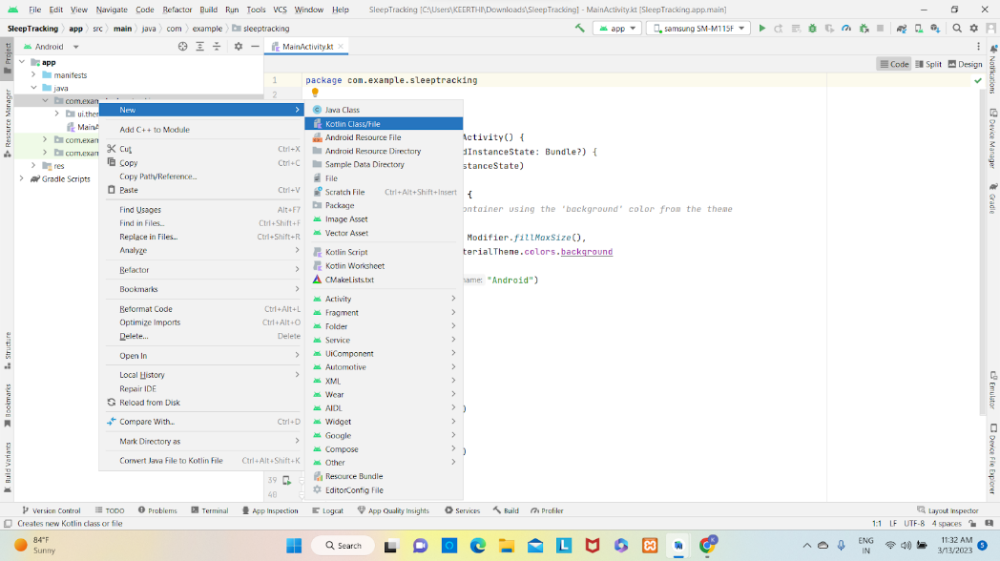 File Edit View Navigate Code Refactor Build Run Tools VCS Window Help SleepTracking [C:\Users\KEERTHI\Downloads\SleepTracking] - MainActivity.kt [SleepTracking.app.main]
SleepTracking app src main java com example sleeptracking app samsung SM-M115F
Android MainActivity.kt
Code Split Design
app
manifests
java
com.exam
ui.ther
MainA
com.exam
com.exam
res
Gradle Scripts
Project
Resource Manager
Structure
Bookmarks
Build Variants
New
Add C++ to Module
Cut Ctrl+X
Copy Ctrl+C
Copy Path/Reference...
Paste Ctrl+V
Find Usages Alt+F7
Find in Files... Ctrl+Shift+F
Replace in Files... Ctrl+Shift+R
Analyze
Refactor
Bookmarks
Reformat Code Ctrl+Alt+L
Optimize Imports Ctrl+Alt+O
Delete... Delete
Open In
Local History
Repair IDE
Reload from Disk
Compare With... Ctrl+D
Mark Directory as
Convert Java File to Kotlin File Ctrl+Alt+Shift+K
Java Class
Kotlin Class/File
Android Resource File
Android Resource Directory
Sample Data Directory
File
Scratch File Ctrl+Alt+Shift+Insert
Package
Image Asset
Vector Asset
Kotlin Script
Kotlin Worksheet
CMakeLists.txt
Activity
Fragment
Folder
Service
UiComponent
Automotive
XML
Wear
AIDL
Widget
Google
Compose
Other
Resource Bundle
EditorConfig File
1 package com.example.sleeptracking
2
Activity() {
dInstanceState: Bundle?) {
stanceState)
{
ontainer using the 'background' color from the theme
Modifier.fillMaxSize(),
terialTheme.colors.background
name: "Android")
)
)
39
40
Notifications
Device Manager
Gradle
Emulator
Device File Explorer
Version Control TODO Problems Terminal App Inspection Logcat App Quality Insights Services Build Profiler Layout Inspector
Creates new Kotlin class or file 1:1 LF UTF-8 4 spaces
84°F
Sunny
Search
ENG
IN
11:32 AM
3/13/2023
5